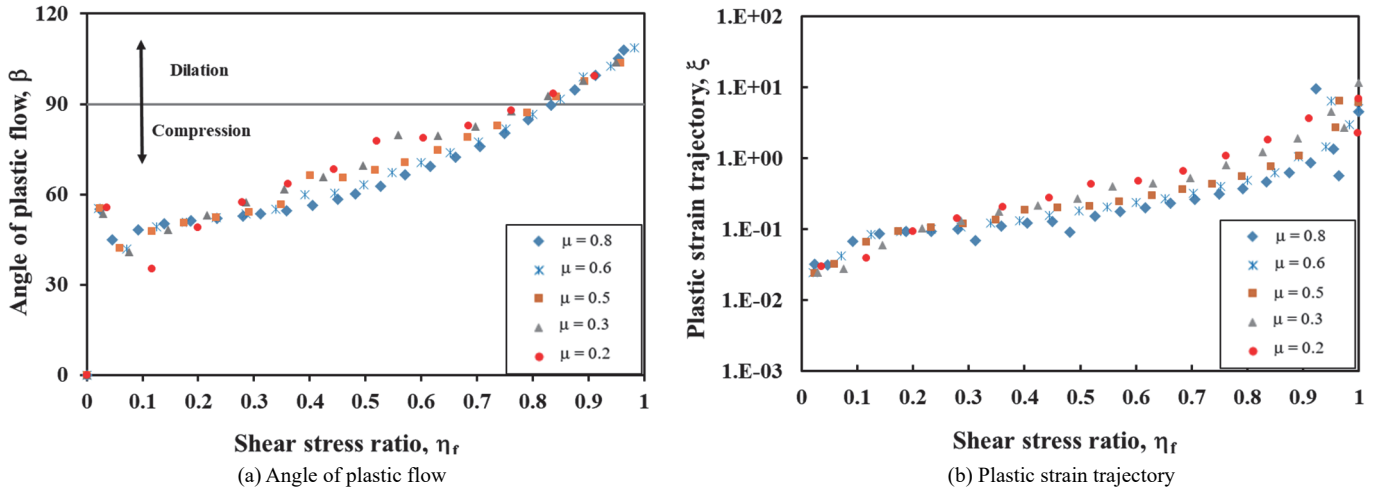 120
90
60
30
0
Angle of plastic flow, β
Dilation
Compression
μ = 0.8
μ = 0.6
μ = 0.5
μ = 0.3
μ = 0.2
0 0.1 0.2 0.3 0.4 0.5 0.6 0.7 0.8 0.9 1
Shear stress ratio, ηf
(a) Angle of plastic flow
1.E+02
1.E+01
1.E+00
1.E-01
1.E-02
1.E-03
Plastic strain trajectory, ξ
μ = 0.8
μ = 0.6
μ = 0.5
μ = 0.3
μ = 0.2
0 0.1 0.2 0.3 0.4 0.5 0.6 0.7 0.8 0.9 1
Shear stress ratio, ηf
(b) Plastic strain trajectory